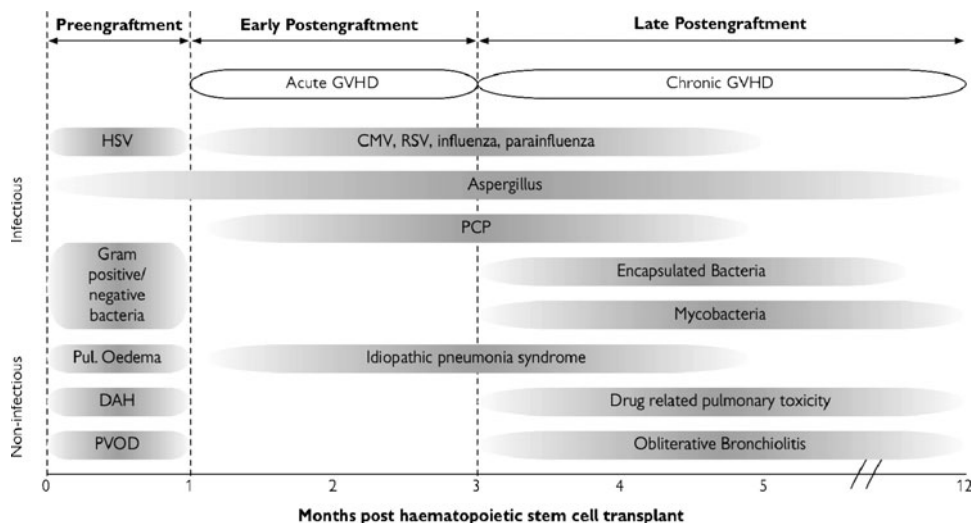 Preengraftment Early Postengraftment Late Postengraftment
Acute GVHD Chronic GVHD
Infectious
HSV CMV, RSV, influenza, parainfluenza
Aspergillus
PCP
Gram
positive/
negative
bacteria
Encapsulated Bacteria
Mycobacteria
Non-infectious
Pul. Oedema Idiopathic pneumonia syndrome
DAH Drug related pulmonary toxicity
PVOD Obliterative Bronchiolitis
0 1 2 3 4 5 12
Months post haematopoietic stem cell transplant